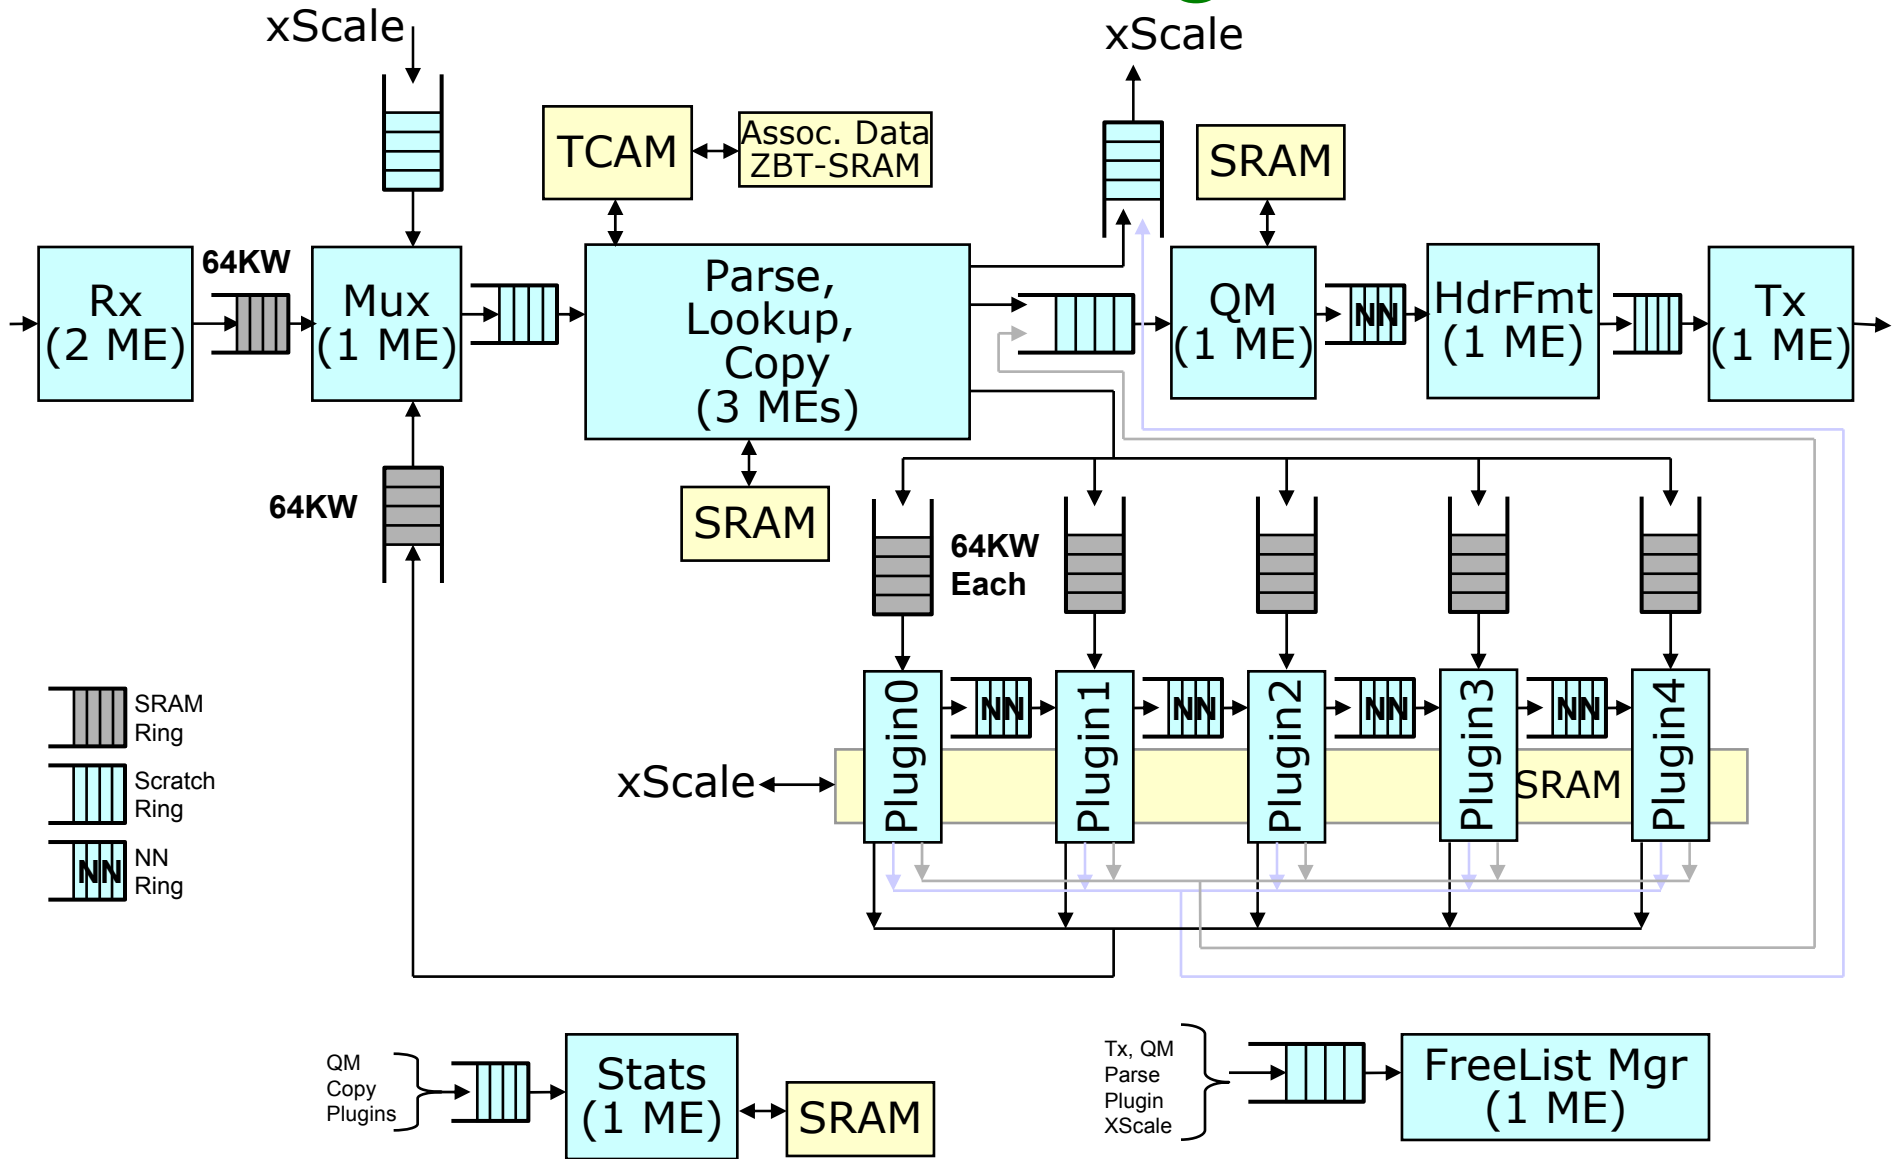 xScale
xScale
TCAM
Assoc. Data
ZBT-SRAM
SRAM
Rx
(2 ME)
64KW
Mux
(1 ME)
Parse,
Lookup,
Copy
(3 MEs)
QM
(1 ME)
NN
HdrFmt
(1 ME)
Tx
(1 ME)
64KW
SRAM
64KW
Each
Plugin0
NN
Plugin1
NN
Plugin2
NN
Plugin3
NN
Plugin4
SRAM
Ring
Scratch
Ring
NN
NN
Ring
xScale
SRAM
QM
Copy
Plugins
Stats
(1 ME)
SRAM
Tx, QM
Parse
Plugin
XScale
FreeList Mgr
(1 ME)